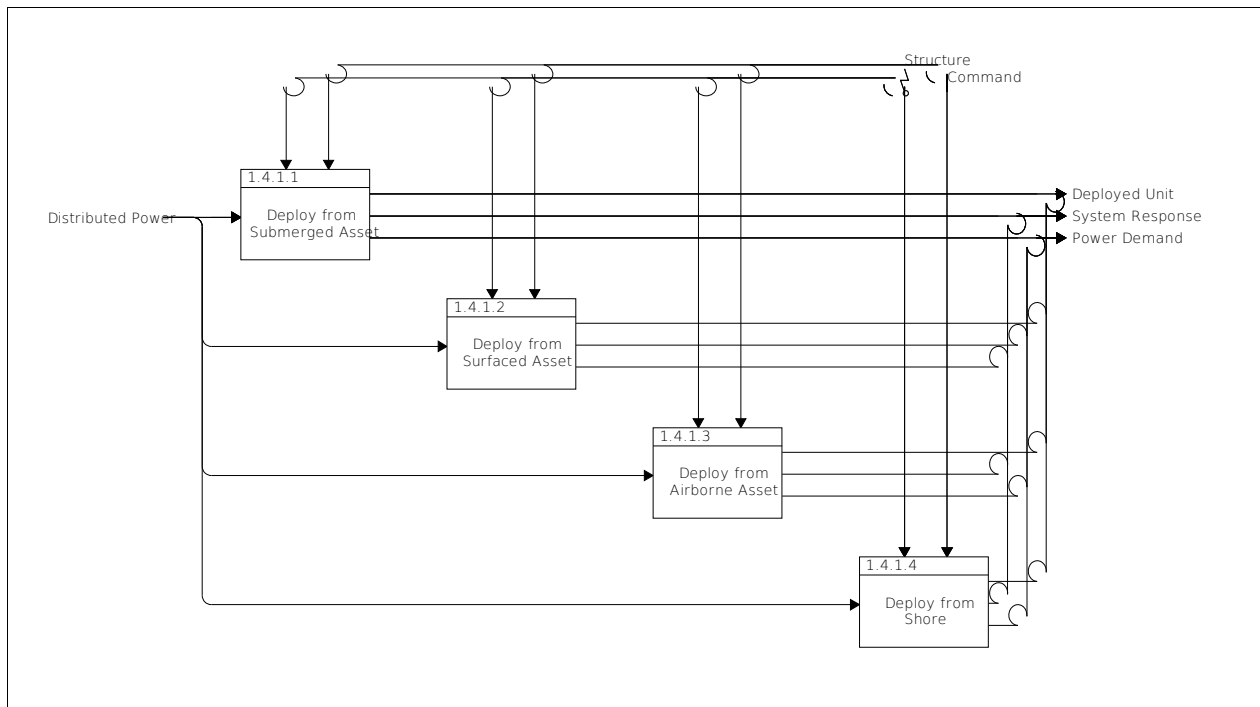 Structure
Command
1.4.1.1
Deploy from
Submerged Asset
Distributed Power
Deployed Unit
System Response
Power Demand
1.4.1.2
Deploy from
Surfaced Asset
1.4.1.3
Deploy from
Airborne Asset
1.4.1.4
Deploy from
Shore